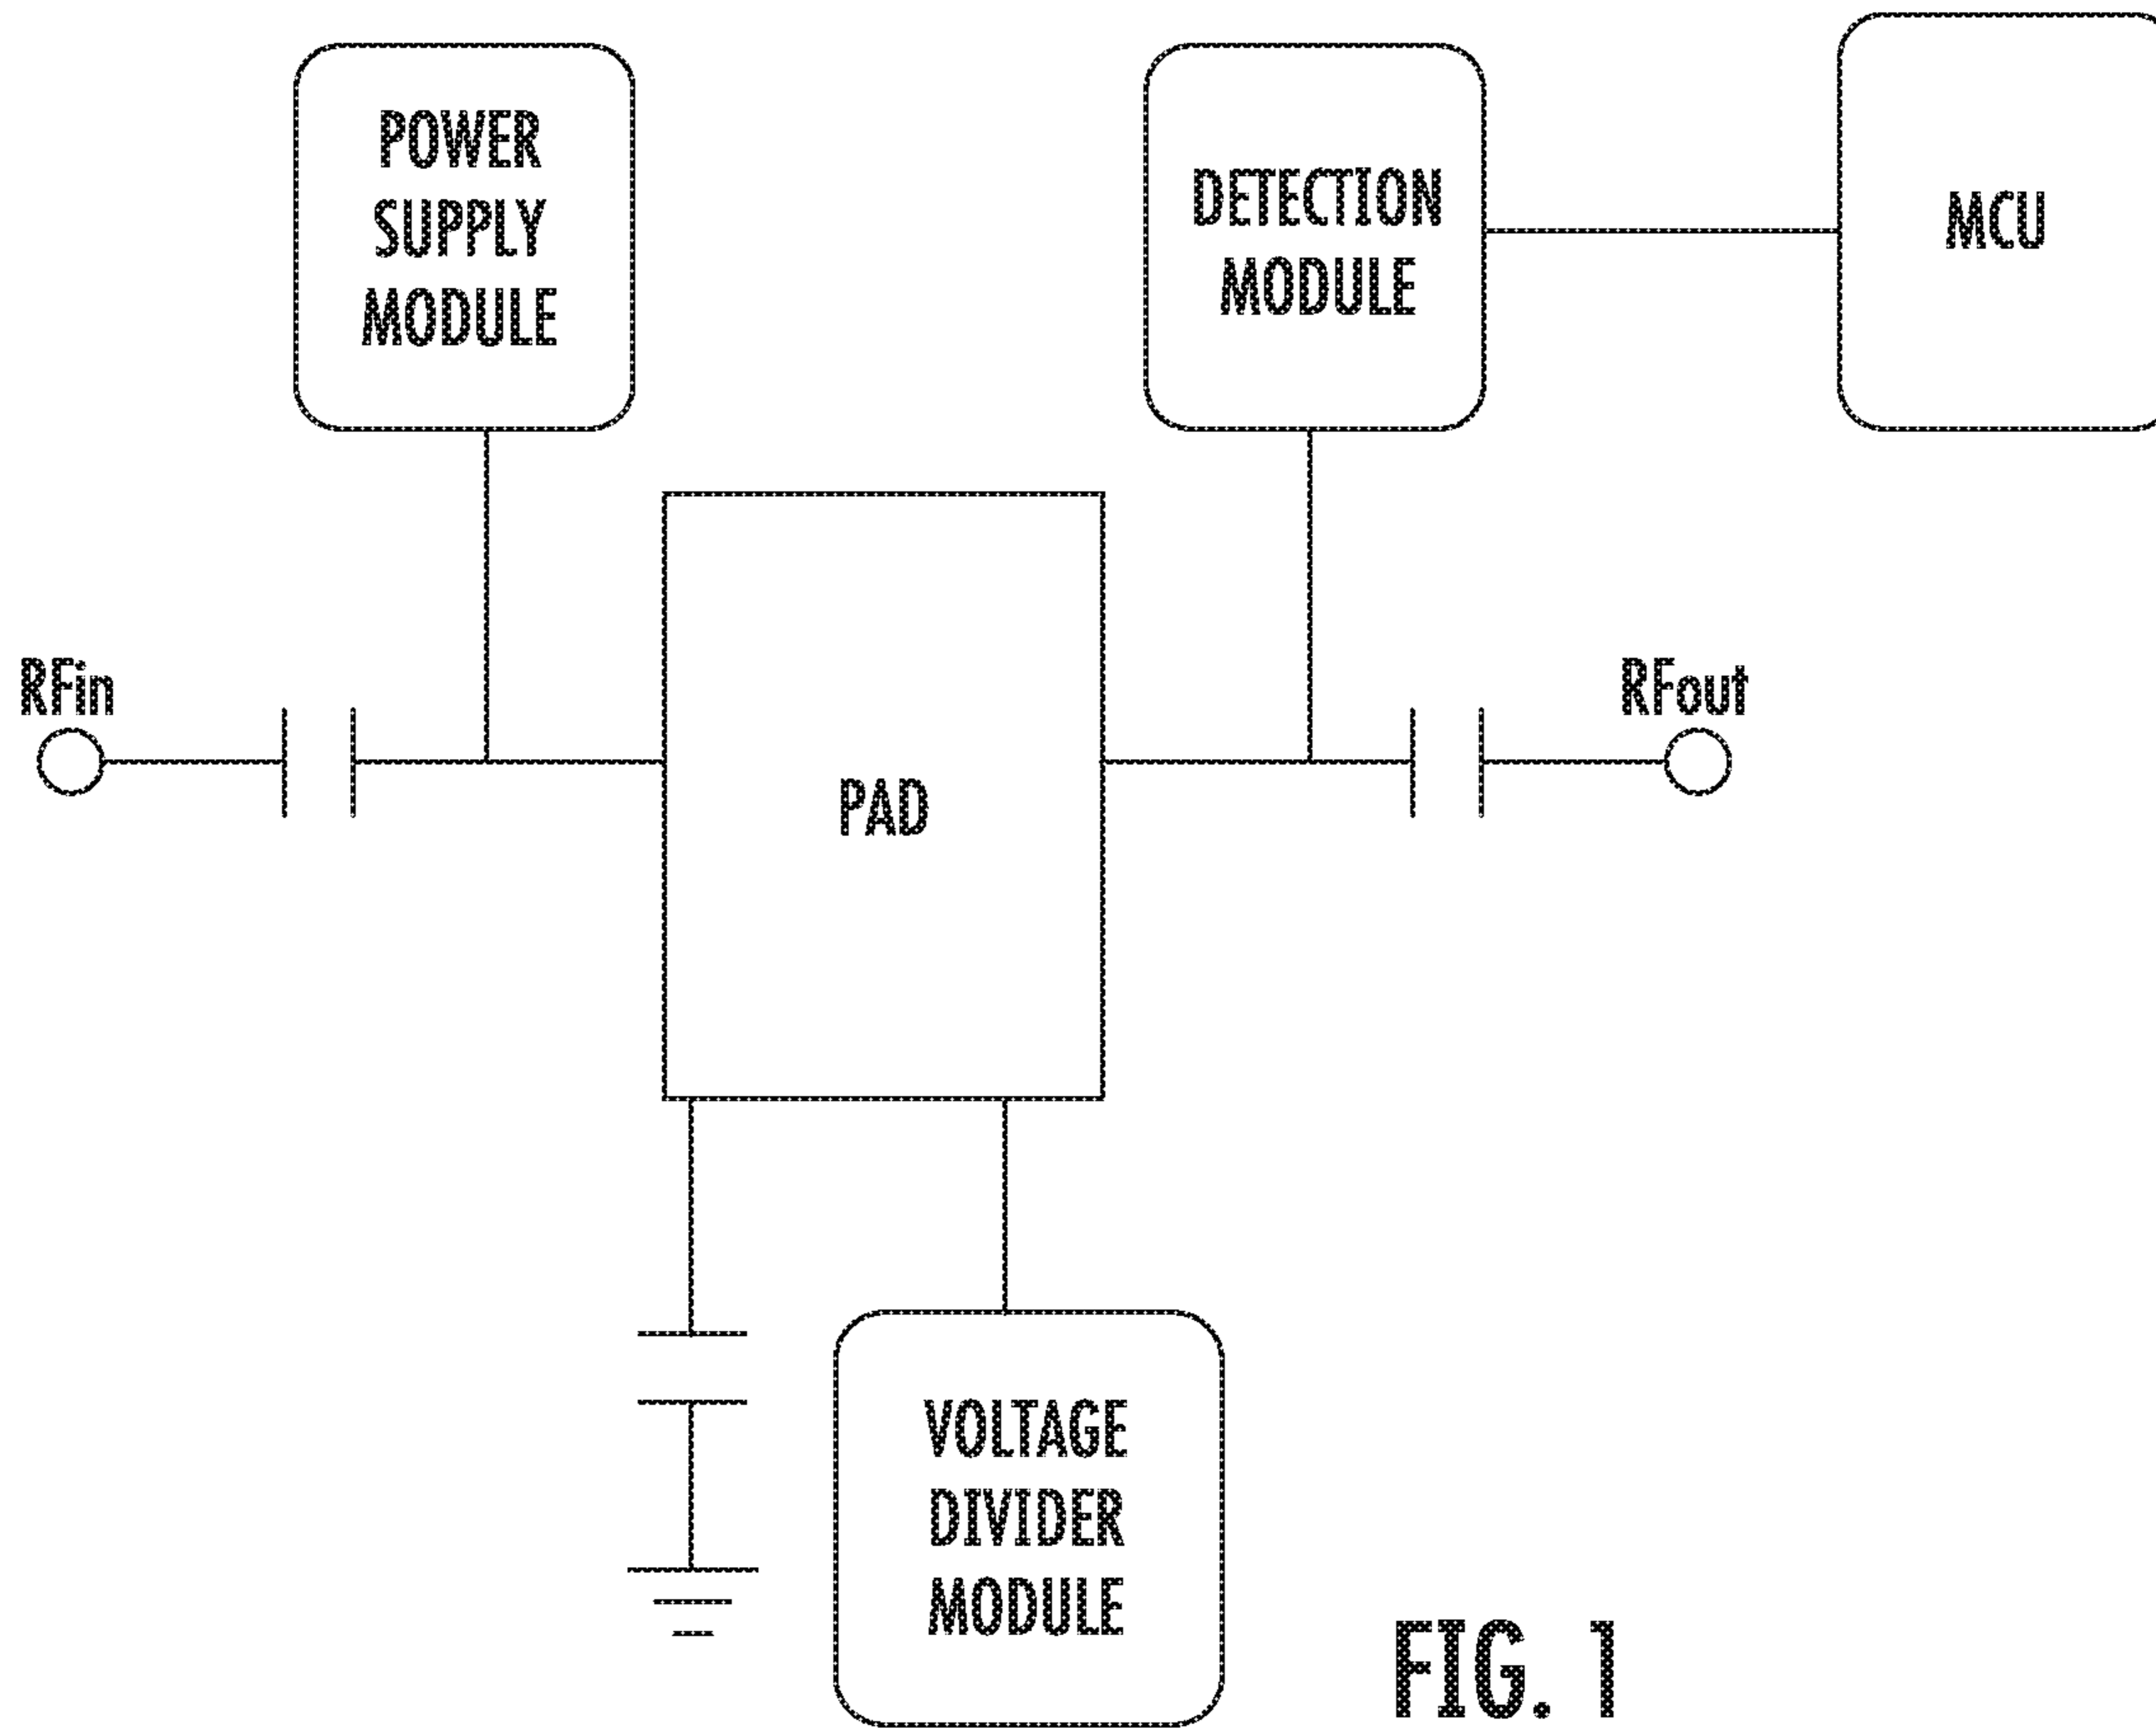 POWER
SUPPLY
MODULE
DETECTION
MODULE
MCU
RFin
RFout
PAD
VOLTAGE
DIVIDER
MODULE
FIG. 1